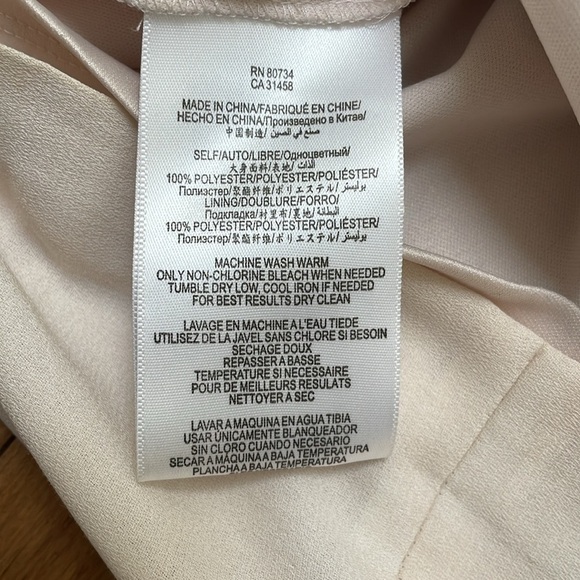 RN 80734
CA 31458
MADE IN CHINA/FABRIQUÉ EN CHINE/
HECHO EN CHINA/Произведено в Китае/
中国制造/ صنع في الصين/
SELF/AUTO/LIBRE/Одноцветный/
大身面料/表地/ الذات/
100% POLYESTER/POLYESTER/POLIÉSTER/
Полиэстер/聚酯纤维/ポリエステル/ بوليستر/
LINING/DOUBLURE/FORRO/
Подкладка/衬里布/裏地/ البطانة/
100% POLYESTER/POLYESTER/POLIÉSTER/
Полиэстер/聚酯纤维/ポリエステル/ بوليستر/
MACHINE WASH WARM
ONLY NON-CHLORINE BLEACH WHEN NEEDED
TUMBLE DRY LOW, COOL IRON IF NEEDED
FOR BEST RESULTS DRY CLEAN
LAVAGE EN MACHINE A L'EAU TIEDE
UTILISEZ DE LA JAVEL SANS CHLORE SI BESOIN
SECHAGE DOUX
REPASSER A BASSE
TEMPERATURE SI NECESSAIRE
POUR DE MEILLEURS RESULATS
NETTOYER A SEC
LAVAR A MAQUINA EN AGUA TIBIA
USAR ÚNICAMENTE BLANQUEADOR
SIN CLORO CUANDO NECESARIO
SECAR A MÁQUINA A BAJA TEMPERATURA
PLANCHA A BAJA TEMPERATURA